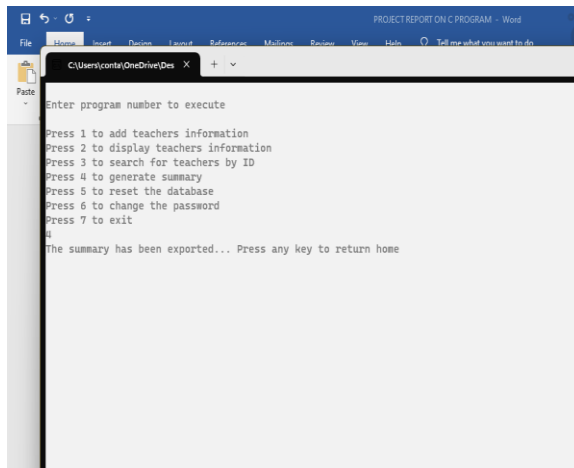 PROJECT REPORT ON C PROGRAM - Word
File Home Insert Design Layout References Mailings Review View Help Tell me what you want to do
C:\Users\conta\OneDrive\Des
Paste
Enter program number to execute
Press 1 to add teachers information
Press 2 to display teachers information
Press 3 to search for teachers by ID
Press 4 to generate summary
Press 5 to reset the database
Press 6 to change the password
Press 7 to exit
4
The summary has been exported... Press any key to return home